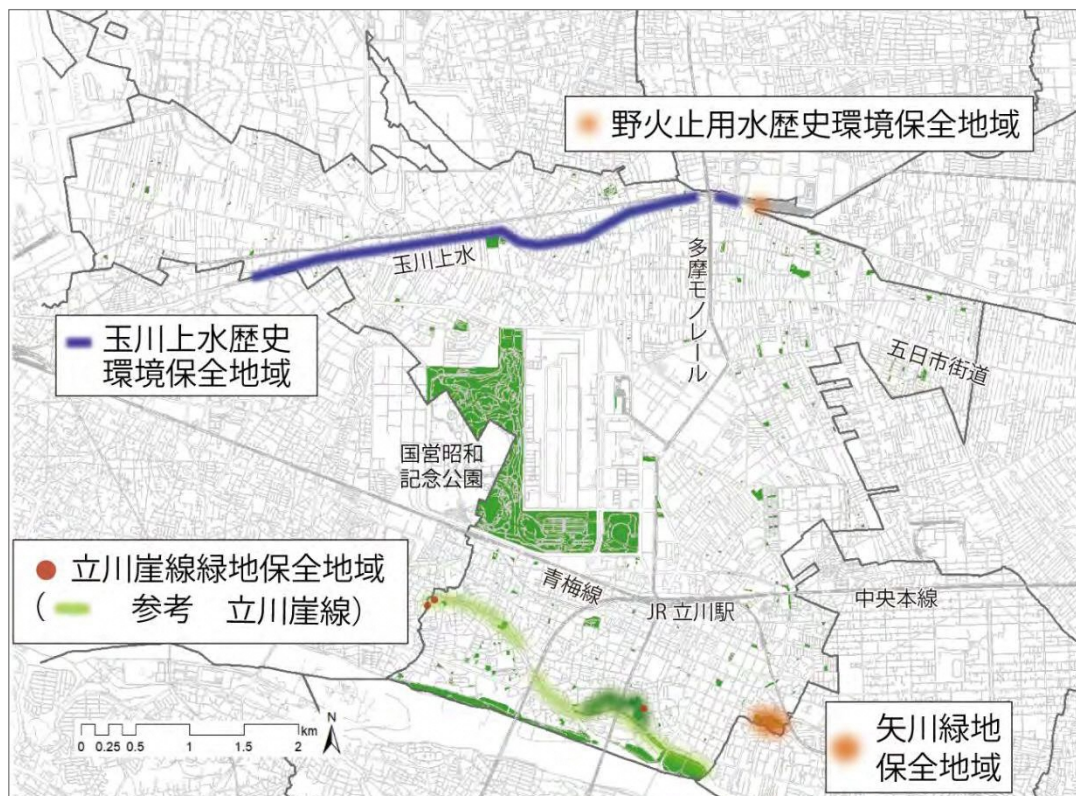 野火止用水歴史環境保全地域
玉川上水
多摩モノレール
玉川上水歴史
環境保全地域
五日市街道
国営昭和
記念公園
立川崖線緑地保全地域
( 参考 立川崖線)
青梅線
JR 立川駅
中央本線
矢川緑地
保全地域
0 0.25 0.5 1 1.5 2
km
N